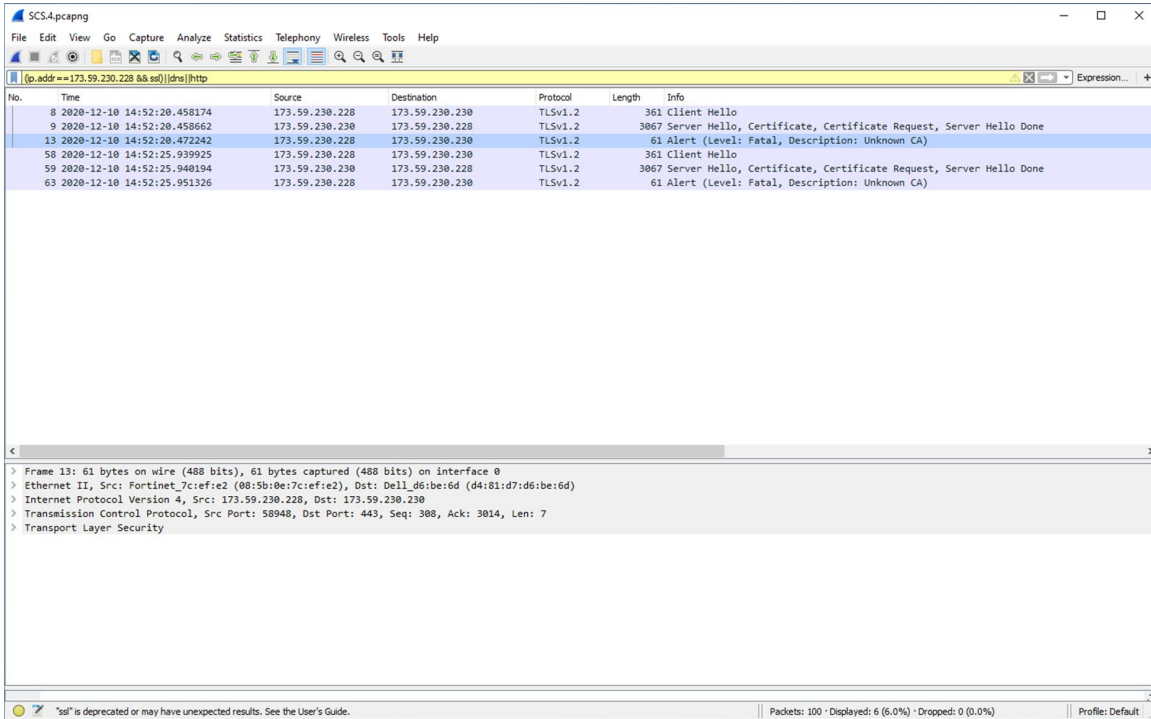 SCS.4.pcapng
File Edit View Go Capture Analyze Statistics Telephony Wireless Tools Help
(ip.addr==173.59.230.228 && ssl)||dns||http Expression... +
No. Time Source Destination Protocol Length Info
8 2020-12-10 14:52:20.458174 173.59.230.228 173.59.230.230 TLSv1.2 361 Client Hello
9 2020-12-10 14:52:20.458662 173.59.230.230 173.59.230.228 TLSv1.2 3067 Server Hello, Certificate, Certificate Request, Server Hello Done
13 2020-12-10 14:52:20.472242 173.59.230.228 173.59.230.230 TLSv1.2 61 Alert (Level: Fatal, Description: Unknown CA)
58 2020-12-10 14:52:25.939925 173.59.230.228 173.59.230.230 TLSv1.2 361 Client Hello
59 2020-12-10 14:52:25.940194 173.59.230.230 173.59.230.228 TLSv1.2 3067 Server Hello, Certificate, Certificate Request, Server Hello Done
63 2020-12-10 14:52:25.951326 173.59.230.228 173.59.230.230 TLSv1.2 61 Alert (Level: Fatal, Description: Unknown CA)
> Frame 13: 61 bytes on wire (488 bits), 61 bytes captured (488 bits) on interface 0
> Ethernet II, Src: Fortinet_7c:ef:e2 (08:5b:0e:7c:ef:e2), Dst: Dell_d6:be:6d (d4:81:d7:d6:be:6d)
> Internet Protocol Version 4, Src: 173.59.230.228, Dst: 173.59.230.230
> Transmission Control Protocol, Src Port: 58948, Dst Port: 443, Seq: 308, Ack: 3014, Len: 7
> Transport Layer Security
"ssl" is deprecated or may have unexpected results. See the User's Guide. Packets: 100 · Displayed: 6 (6.0%) · Dropped: 0 (0.0%) Profile: Default